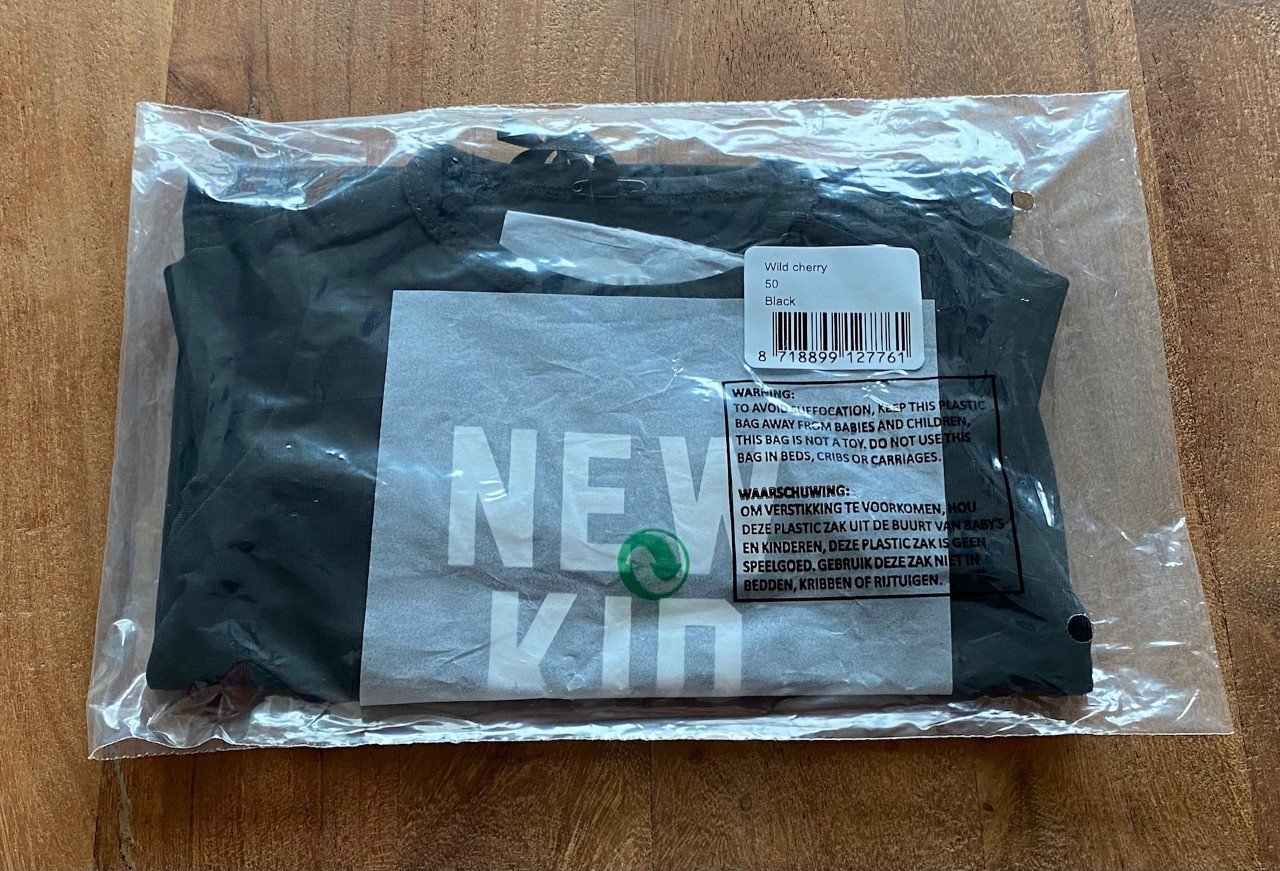 Wild cherry
50
Black
8 718899 127761
WARNING:
TO AVOID SUFFOCATION, KEEP THIS PLASTIC
BAG AWAY FROM BABIES AND CHILDREN,
THIS BAG IS NOT A TOY. DO NOT USE THIS
BAG IN BEDS, CRIBS OR CARRIAGES.
WAARSCHUWING:
OM VERSTIKKING TE VOORKOMEN, HOU
DEZE PLASTIC ZAK UIT DE BUURT VAN BABY'S
EN KINDEREN, DEZE PLASTIC ZAK IS GEEN
SPEELGOED. GEBRUIK DEZE ZAK NIET IN
BEDDEN, KRIBBEN OF RIJTUIGEN.
NEW
KID